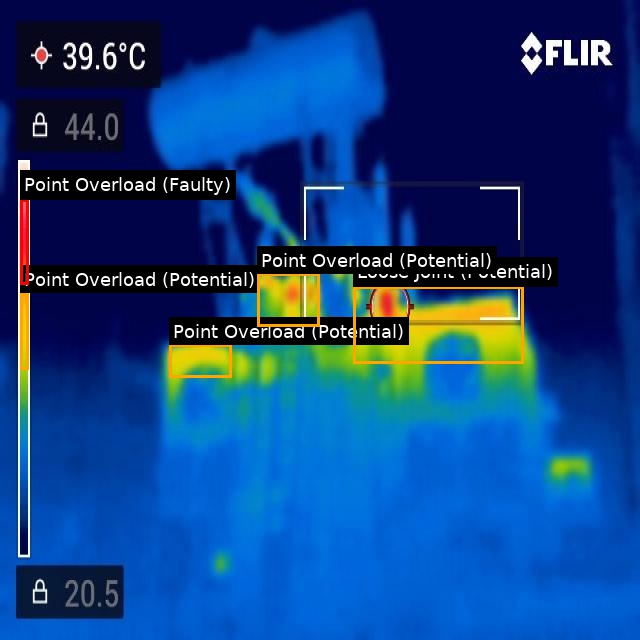 39.6°C
FLIR
44.0
Point Overload (Faulty)
Point Overload (Potential)
Loose Joint (Potential)
Point Overload (Potential)
Point Overload (Potential)
20.5